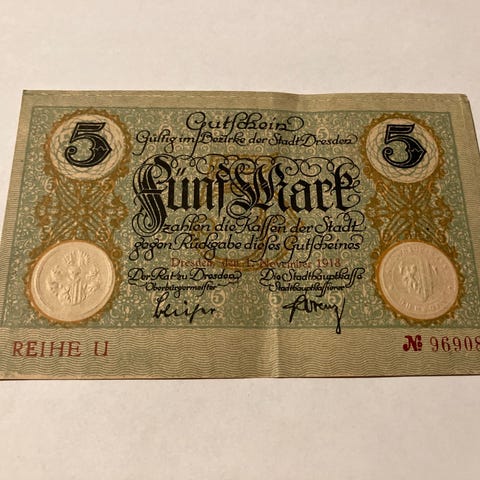 5 Gutschein 5
Gültig im Bezirke der Stadt Dresden
Fünf Mark
zahlen die Kassen der Stadt
gegen Rückgabe dieses Gutscheines
Dresden, den 1. November 1918
Der Rat zu Dresden Die Stadthauptkasse
Oberbürgermeister Stadthauptkassierer
REIHE U № 96908